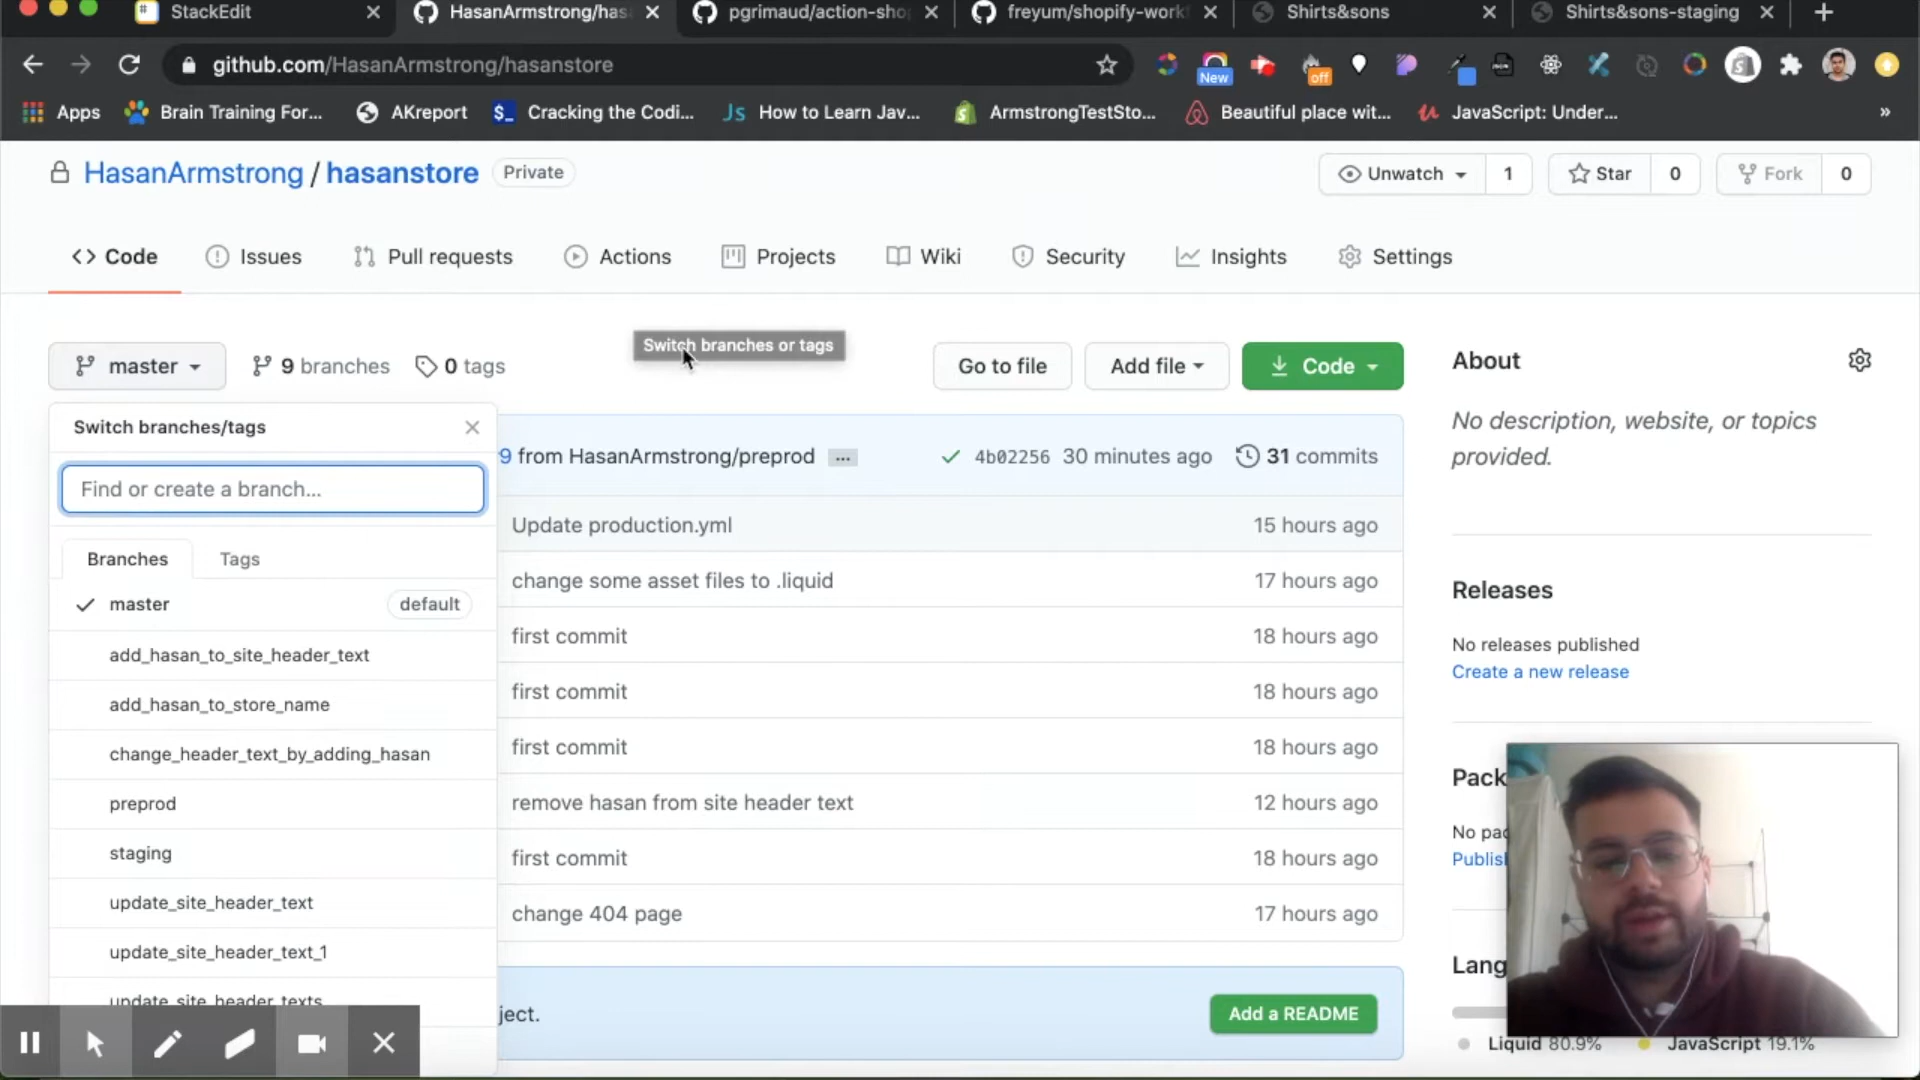 StackEdit
HasanArmstrong/has
pgrimaud/action-sho
freyum/shopify-work
Shirts&sons
Shirts&sons-staging
github.com/HasanArmstrong/hasanstore
New
off
Apps
Brain Training For...
AKreport
Cracking the Codi...
How to Learn Jav...
ArmstrongTestSto...
Beautiful place wit...
JavaScript: Under...
»
HasanArmstrong / hasanstore
Private
Unwatch
1
Star
0
Fork
0
Code
Issues
Pull requests
Actions
Projects
Wiki
Security
Insights
Settings
master
9 branches
0 tags
Switch branches or tags
Go to file
Add file
Code
About
No description, website, or topics
provided.
Switch branches/tags
Find or create a branch...
Branches
Tags
master
default
add_hasan_to_site_header_text
add_hasan_to_store_name
change_header_text_by_adding_hasan
preprod
staging
update_site_header_text
update_site_header_text_1
update_site_header_texts
9 from HasanArmstrong/preprod
...
4b02256
30 minutes ago
31 commits
Update production.yml
15 hours ago
change some asset files to .liquid
17 hours ago
first commit
18 hours ago
first commit
18 hours ago
first commit
18 hours ago
remove hasan from site header text
12 hours ago
first commit
18 hours ago
change 404 page
17 hours ago
ject.
Add a README
Releases
No releases published
Create a new release
Pack
No pac
Publis
Lang
Liquid 80.9%
JavaScript 19.1%